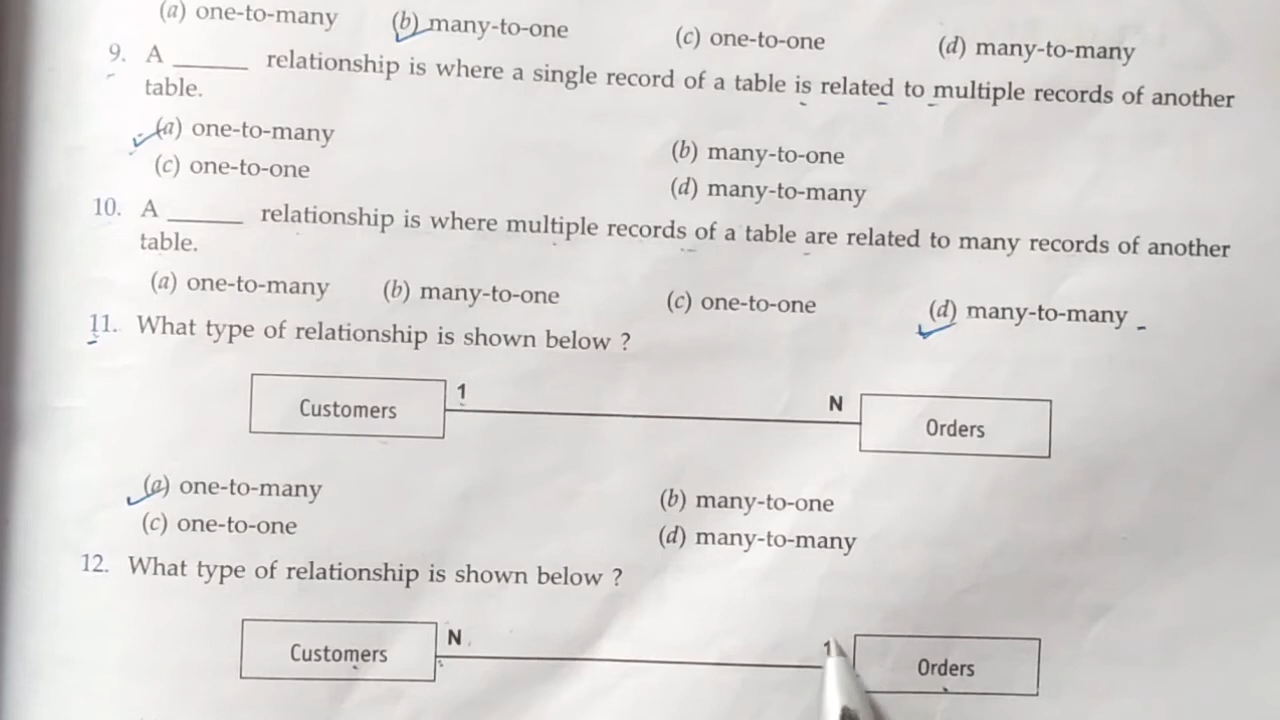 (a) one-to-many (b) many-to-one (c) one-to-one (d) many-to-many
9. A ______ relationship is where a single record of a table is related to multiple records of another
table.
(a) one-to-many (b) many-to-one
(c) one-to-one (d) many-to-many
10. A ______ relationship is where multiple records of a table are related to many records of another
table.
(a) one-to-many (b) many-to-one (c) one-to-one (d) many-to-many
11. What type of relationship is shown below ?
Customers 1 N Orders
(a) one-to-many (b) many-to-one
(c) one-to-one (d) many-to-many
12. What type of relationship is shown below ?
Customers N 1 Orders